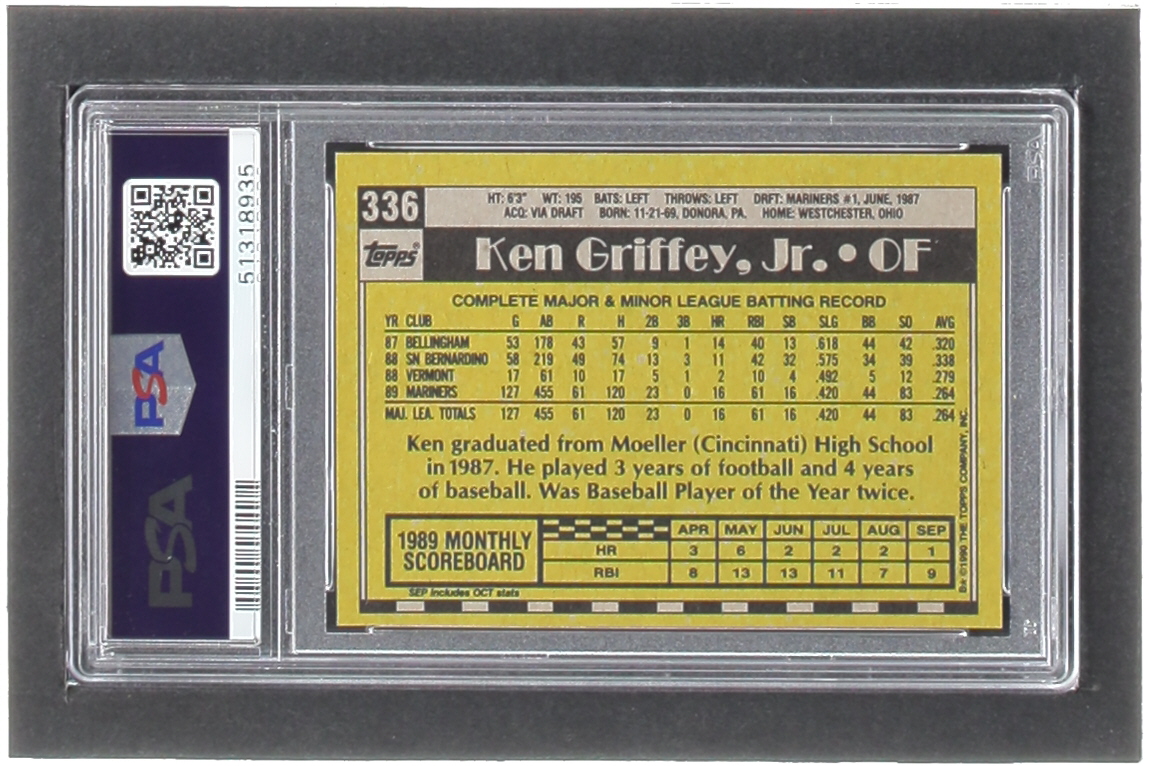 51318935
PSA
PSA
PSA
336
HT: 6'3" WT: 195 BATS: LEFT THROWS: LEFT DRFT: MARINERS #1, JUNE, 1987
ACQ: VIA DRAFT BORN: 11-21-69, DONORA, PA. HOME: WESTCHESTER, OHIO
topps®
Ken Griffey, Jr. • OF
COMPLETE MAJOR & MINOR LEAGUE BATTING RECORD
YR CLUB G AB R H 2B 3B HR RBI SB SLG BB SO AVG
87 BELLINGHAM 53 178 43 57 9 1 14 40 13 .618 44 42 .320
88 SN BERNARDINO 58 219 49 74 13 3 11 42 32 .575 34 39 .338
88 VERMONT 17 61 10 17 5 1 2 10 4 .492 5 12 .279
89 MARINERS 127 455 61 120 23 0 16 61 16 .420 44 83 .264
MAJ. LEA. TOTALS 127 455 61 120 23 0 16 61 16 .420 44 83 .264
Ken graduated from Moeller (Cincinnati) High School
in 1987. He played 3 years of football and 4 years
of baseball. Was Baseball Player of the Year twice.
1989 MONTHLY
SCOREBOARD
APR MAY JUN JUL AUG SEP
HR 3 6 2 2 2 1
RBI 8 13 13 11 7 9
SEP includes OCT stats
B* ©1990 THE TOPPS COMPANY, INC.